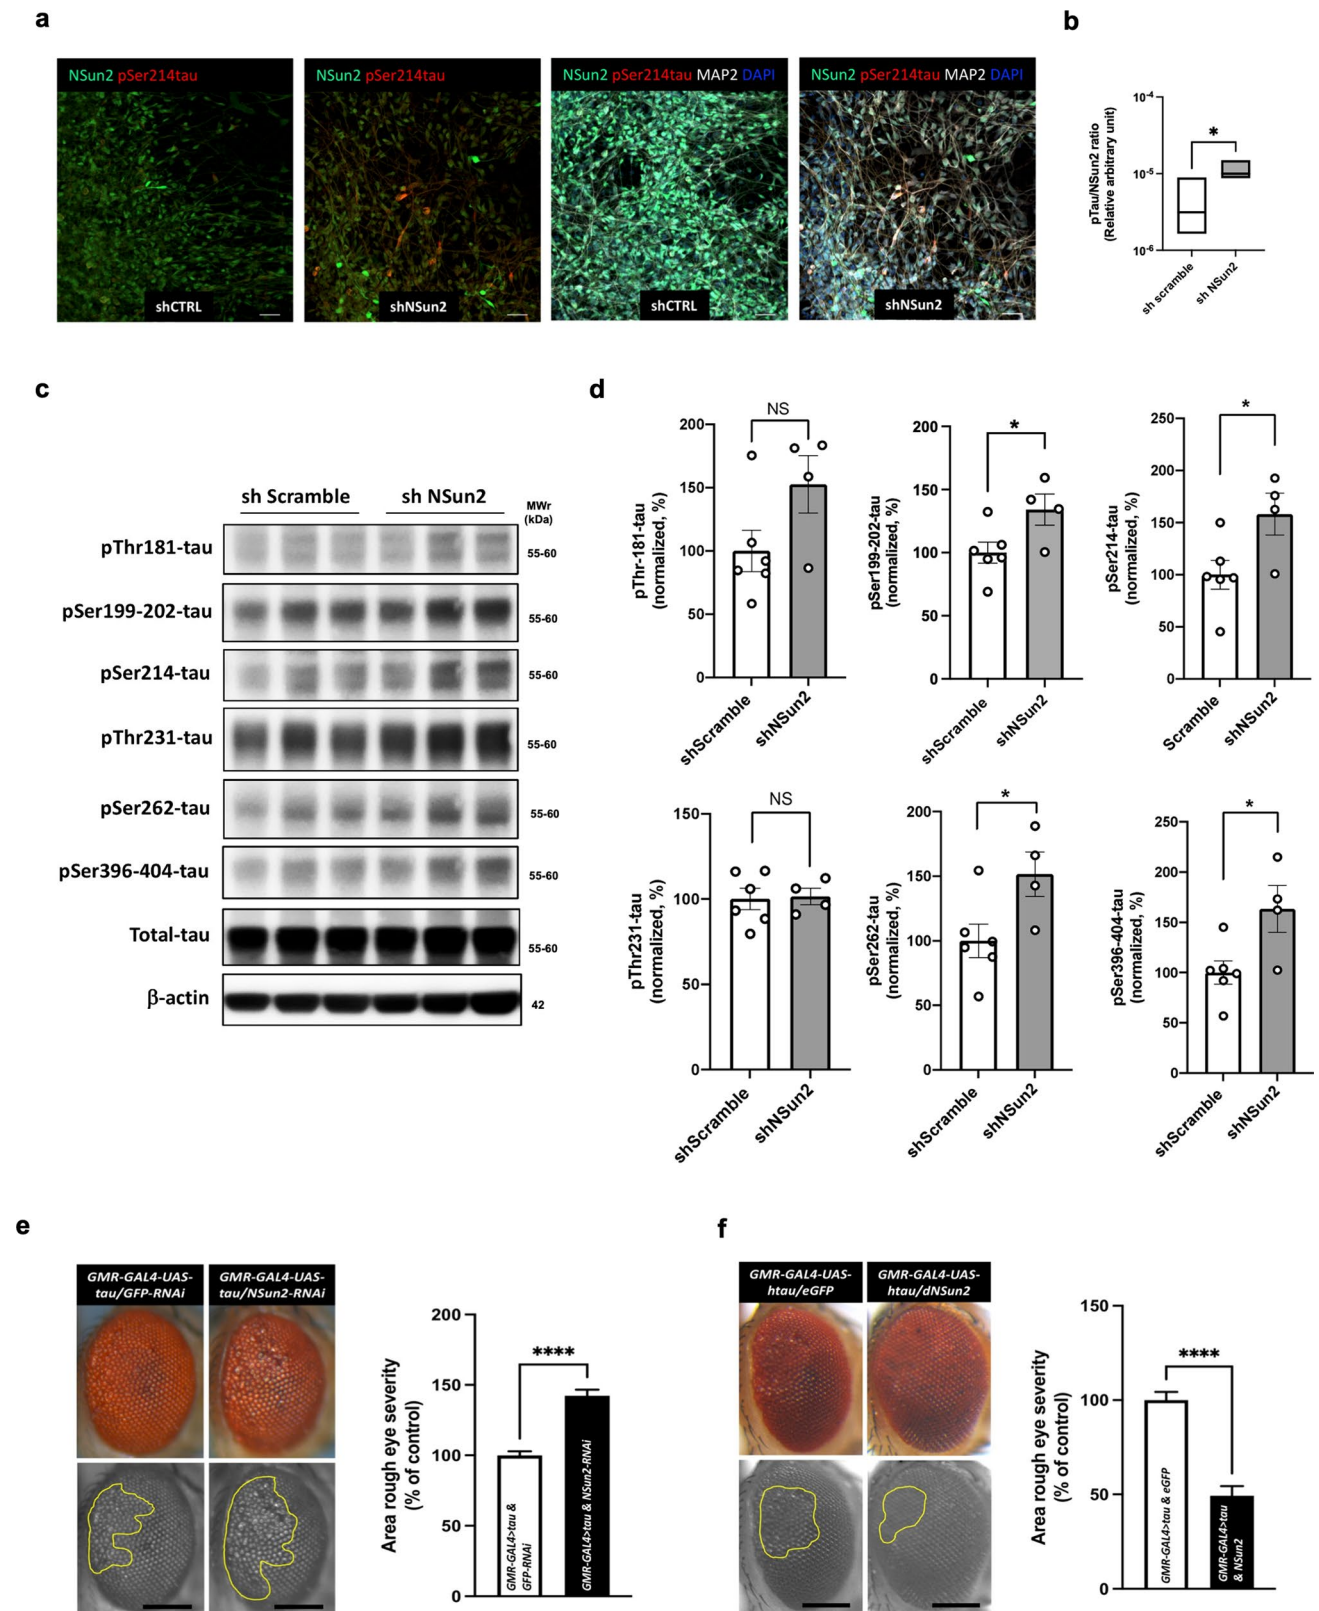 a
NSun2 pSer214tau
NSun2 pSer214tau
NSun2 pSer214tau MAP2 DAPI
NSun2 pSer214tau MAP2 DAPI
shCTRL
shNSun2
shCTRL
shNSun2
b
pTau/NSun2 ratio
(Relative arbitrary unit)
10-4
10-5
10-6
*
sh scramble
sh NSun2
c
sh Scramble
sh NSun2
MWr
(kDa)
pThr181-tau
55-60
pSer199-202-tau
55-60
pSer214-tau
55-60
pThr231-tau
55-60
pSer262-tau
55-60
pSer396-404-tau
55-60
Total-tau
55-60
β-actin
42
d
pThr-181-tau
(normalized, %)
200
150
100
50
0
NS
shScramble
shNSun2
pSer199-202-tau
(normalized, %)
200
150
100
50
0
*
shScramble
shNSun2
pSer214-tau
(normalized, %)
250
200
150
100
50
0
*
Scramble
shNSun2
pThr231-tau
(normalized, %)
150
100
50
0
NS
shScramble
shNSun2
pSer262-tau
(normalized, %)
200
150
100
50
0
*
shScramble
shNSun2
pSer396-404-tau
(normalized, %)
250
200
150
100
50
0
*
shScramble
shNSun2
e
GMR-GAL4-UAS-
tau/GFP-RNAi
GMR-GAL4-UAS-
tau/NSun2-RNAi
Area rough eye severity
(% of control)
200
150
100
50
0
****
GMR-GAL4>tau &
GFP-RNAi
GMR-GAL4>tau & NSun2-RNAi
f
GMR-GAL4-UAS-
htau/eGFP
GMR-GAL4-UAS-
htau/dNSun2
Area rough eye severity
(% of control)
150
100
50
0
****
GMR-GAL4>tau & eGFP
GMR-GAL4>tau
& NSun2